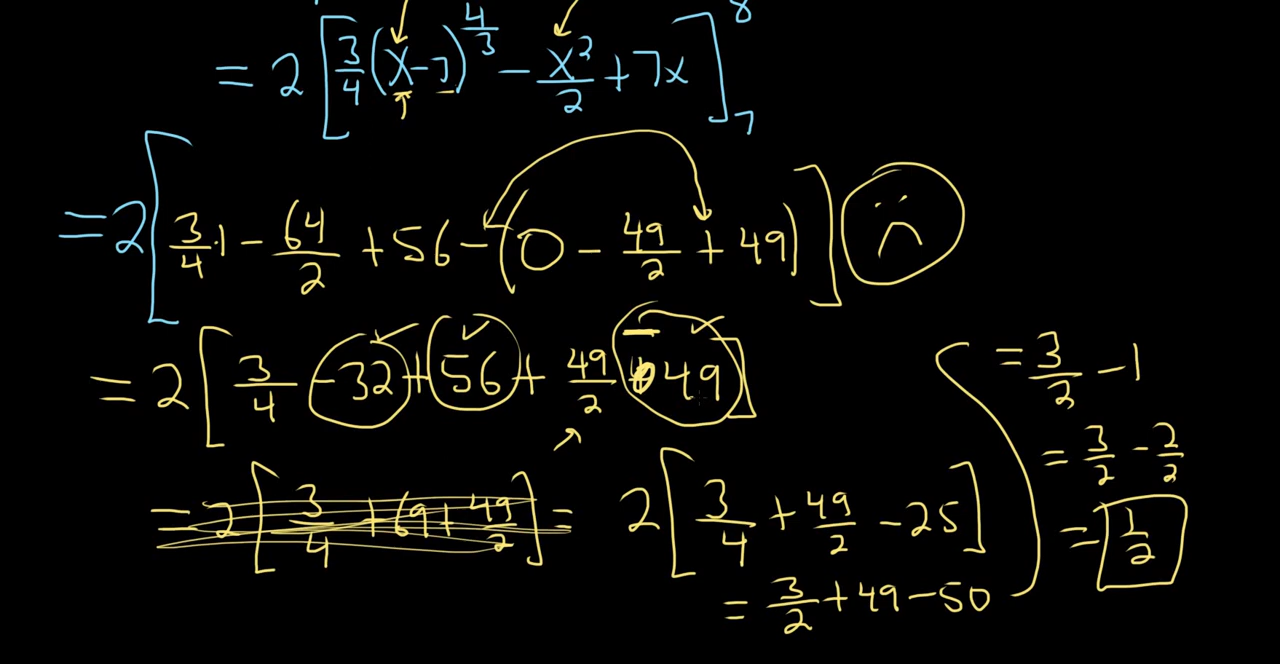 = 2 [ 3/4 (x-7)^4/3 - x^2/2 + 7x ]_7^8
= 2 [ 3/4 · 1 - 64/2 + 56 - ( 0 - 49/2 + 49 ) ]
= 2 [ 3/4 - 32 + 56 + 49/2 - 49 ]
= 2 [ 3/4 + 69 + 49/2 ] = 2 [ 3/4 + 49/2 - 25 ]
= 3/2 + 49 - 50
= 3/2 - 1
= 3/2 - 2/2
= 1/2